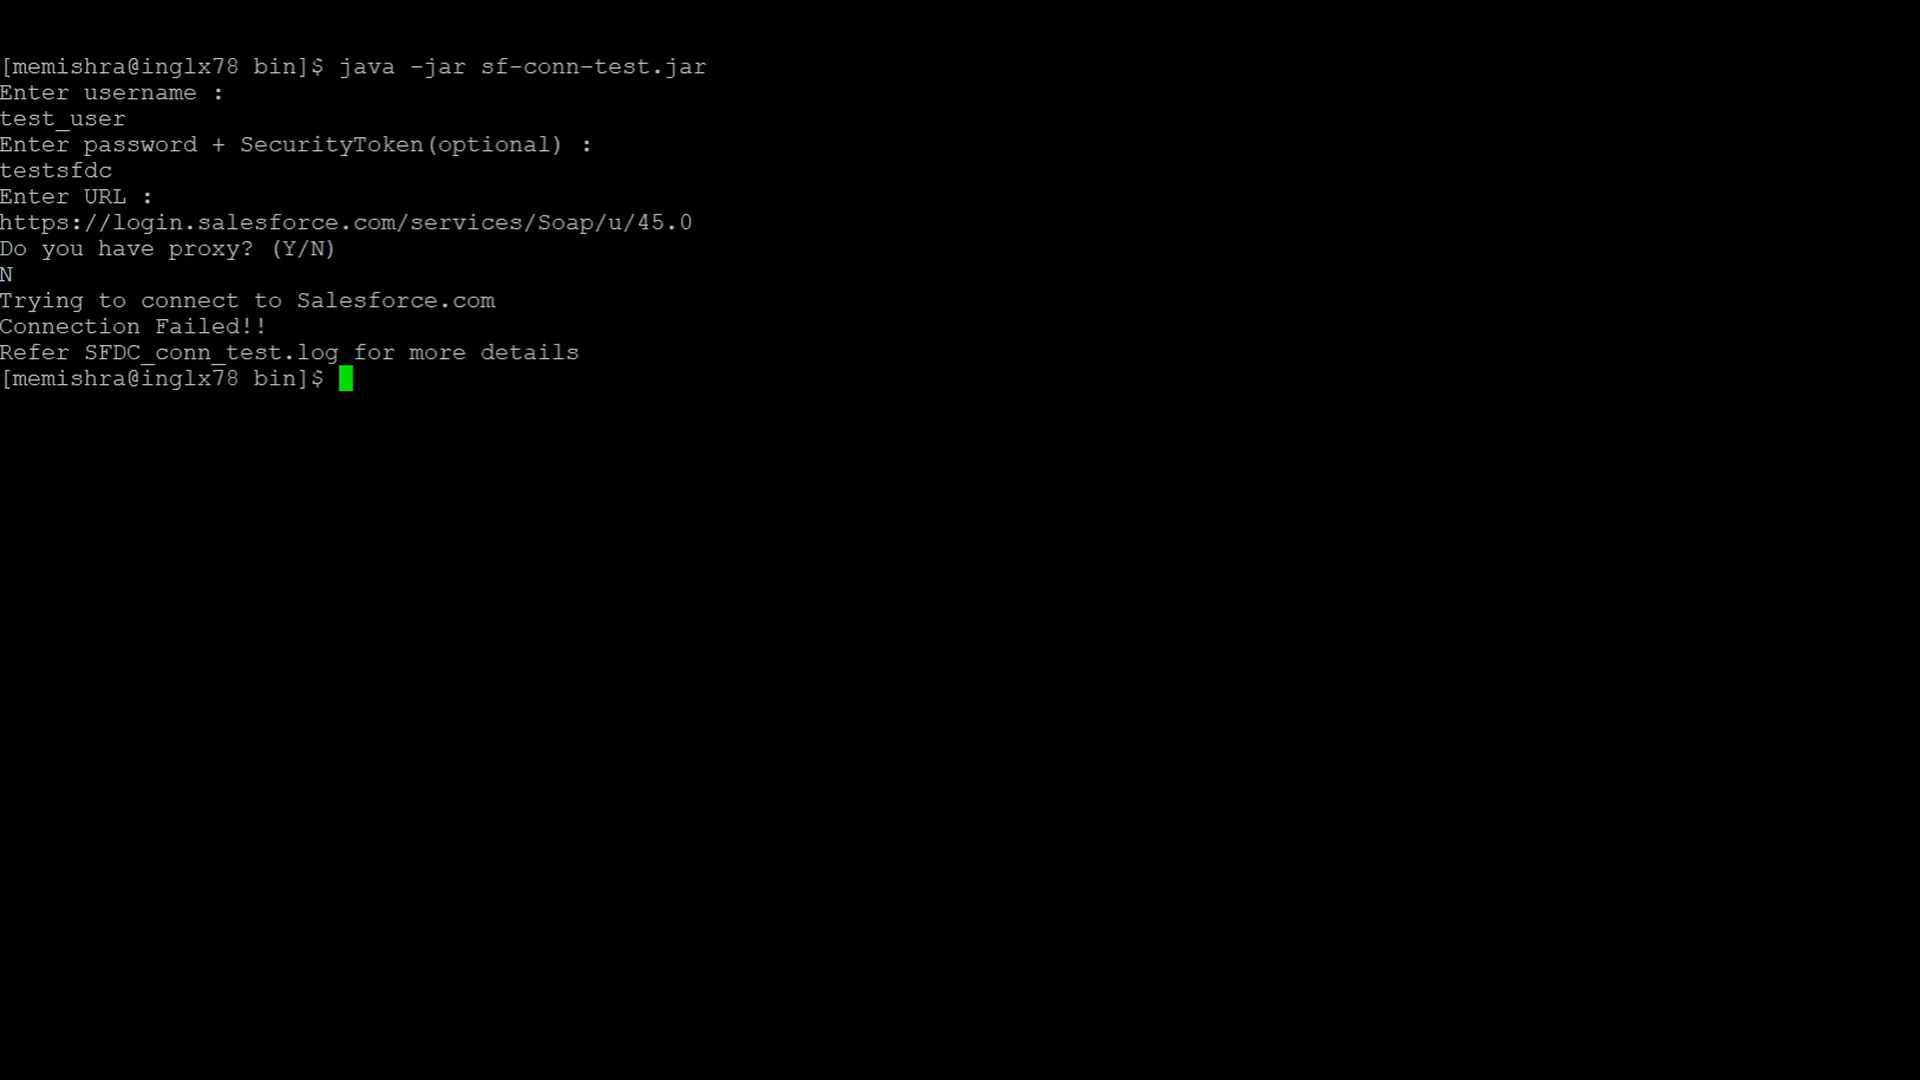 [memishra@inglx78 bin]$ java -jar sf-conn-test.jar
Enter username :
test_user
Enter password + SecurityToken(optional) :
testsfdc
Enter URL :
https://login.salesforce.com/services/Soap/u/45.0
Do you have proxy? (Y/N)
N
Trying to connect to Salesforce.com
Connection Failed!!
Refer SFDC_conn_test.log for more details
[memishra@inglx78 bin]$